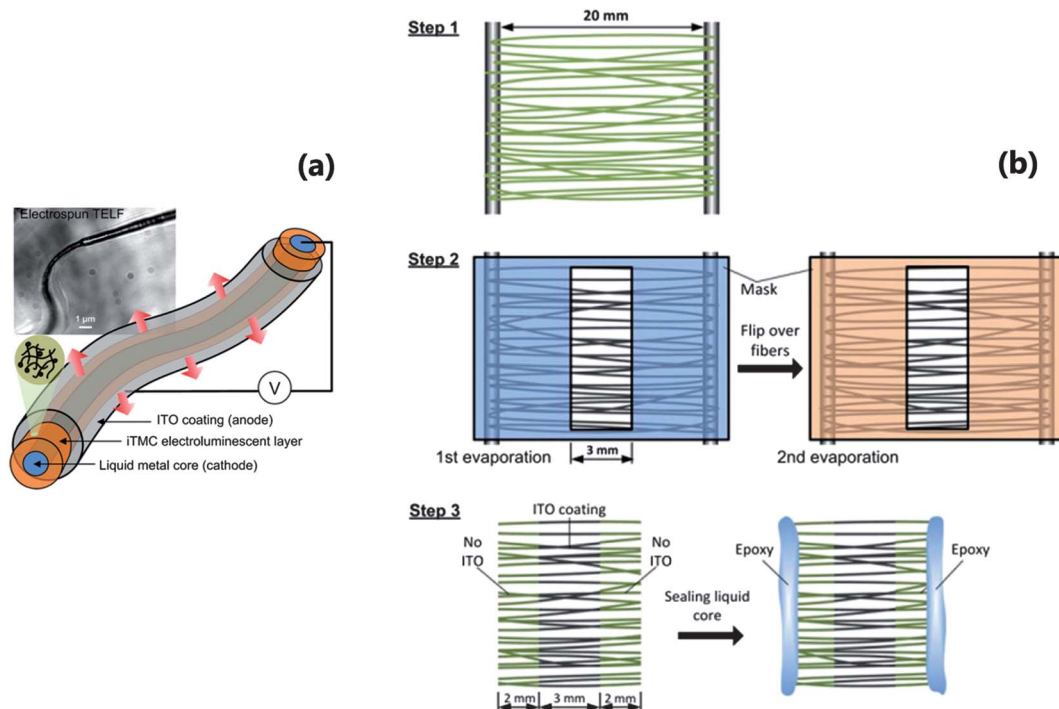 (a)
Electrospun TELF
1 µm
V
ITO coating (anode)
iTMC electroluminescent layer
Liquid metal core (cathode)
(b)
Step 1
20 mm
Step 2
Mask
Flip over
fibers
1st evaporation
3 mm
2nd evaporation
Step 3
ITO coating
No
ITO
No
ITO
2 mm
3 mm
2 mm
Sealing liquid
core
Epoxy
Epoxy